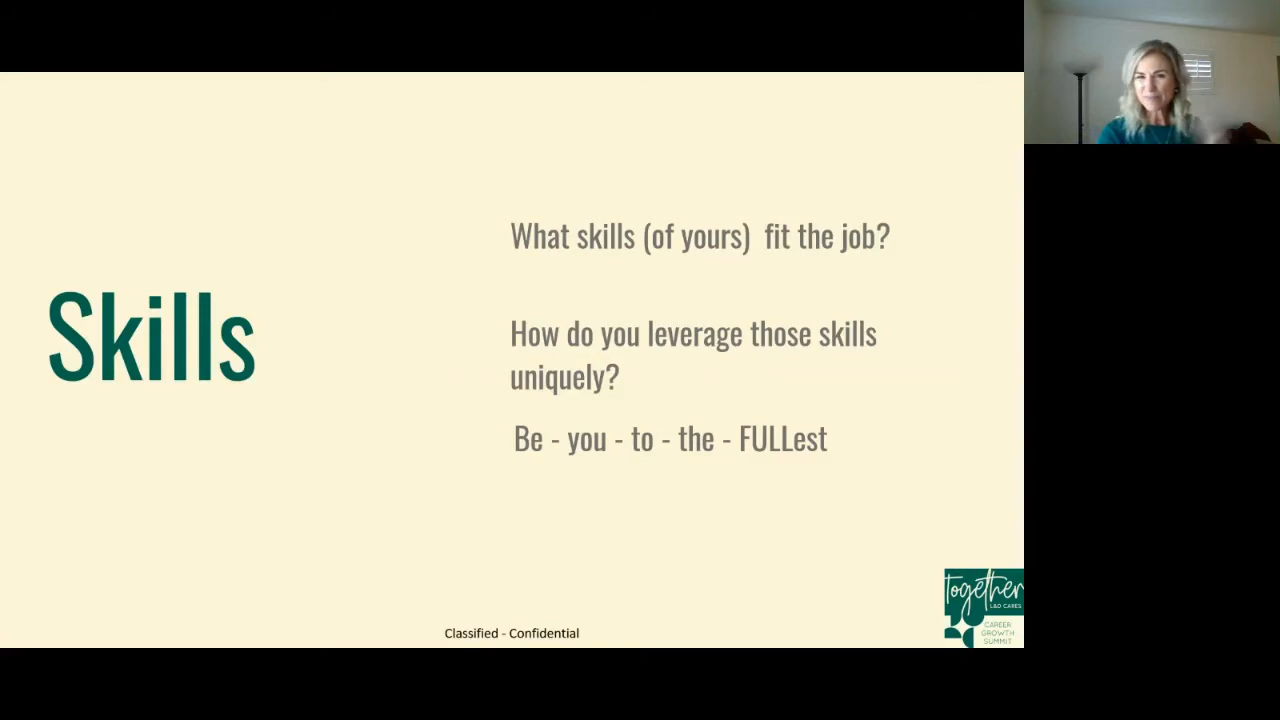 Skills
What skills (of yours)  fit the job?
How do you leverage those skills
uniquely?
Be - you - to - the - FULLest
Classified - Confidential
together
L&D CARES
CAREER
GROWTH
SUMMIT